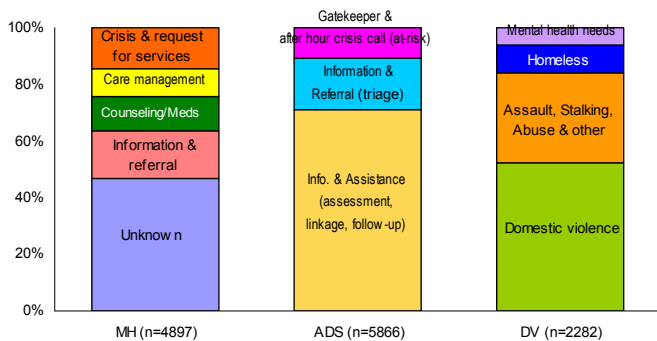 100%
80%
60%
40%
20%
0%
Crisis & request
for services
Care management
Counseling/Meds
Information &
referral
Unknow n
Gatekeeper &
after hour crisis call (at-risk)
Information &
Referral (triage)
Info. & Assistance
(assessment,
linkage, follow-up)
Mental health needs
Homeless
Assault, Stalking,
Abuse & other
Domestic violence
MH (n=4897)
ADS (n=5866)
DV (n=2282)